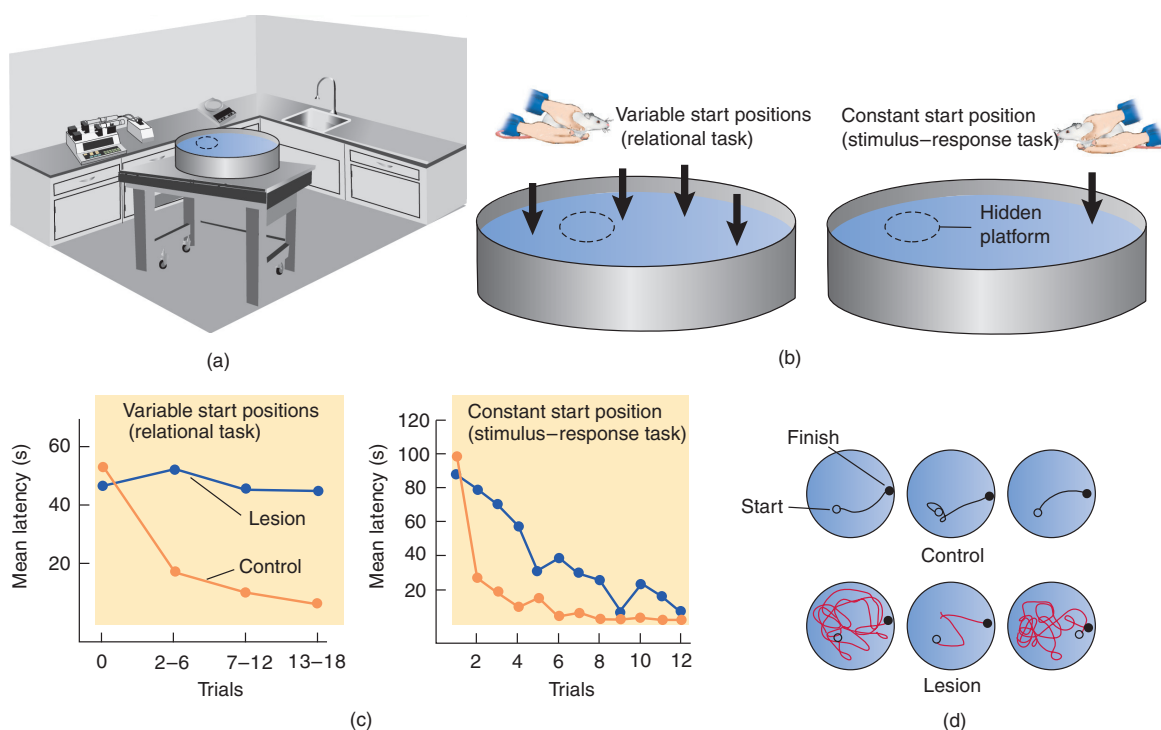 (a)
Variable start positions
(relational task)
Constant start position
(stimulus–response task)
Hidden
platform
(b)
Mean latency (s)
60
40
20
Variable start positions
(relational task)
Lesion
Control
0
2–6
7–12
13–18
Trials
Mean latency (s)
120
100
80
60
40
20
Constant start position
(stimulus–response task)
2
4
6
8
10
12
Trials
(c)
Finish
Start
Control
Lesion
(d)